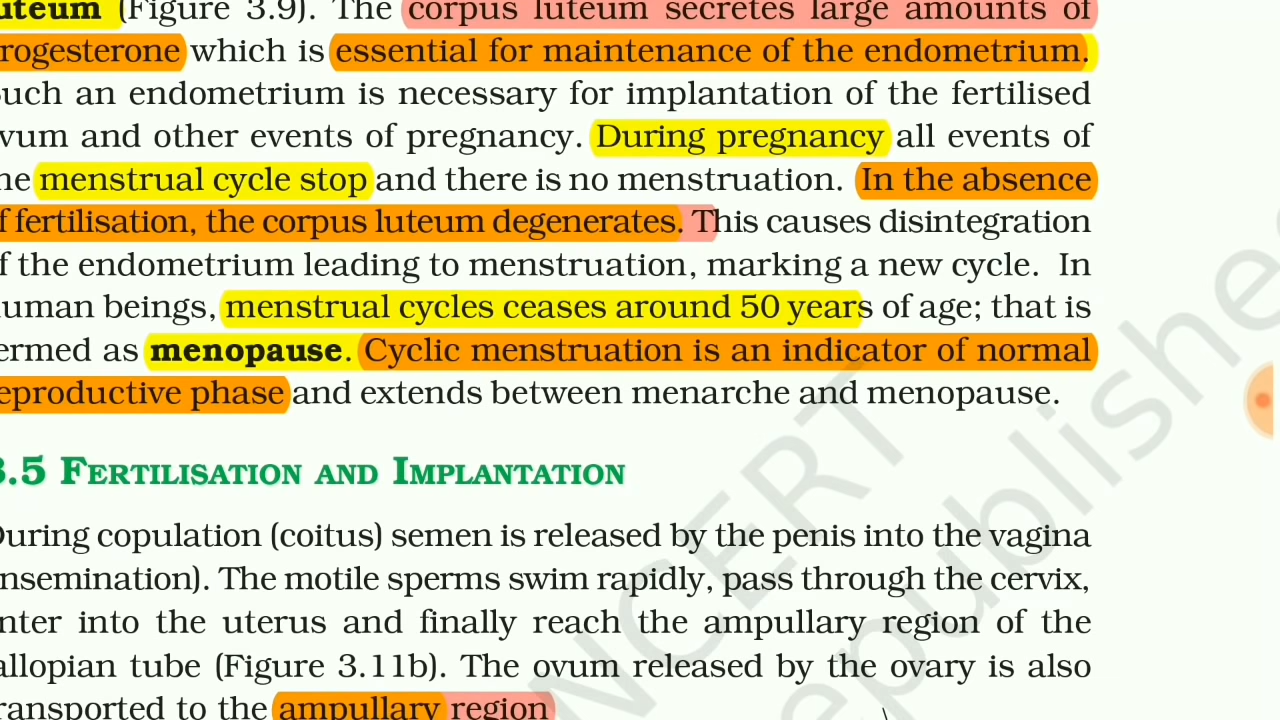 uteum (Figure 3.9). The corpus luteum secretes large amounts of
rogesterone which is essential for maintenance of the endometrium.
uch an endometrium is necessary for implantation of the fertilised
vum and other events of pregnancy. During pregnancy all events of
he menstrual cycle stop and there is no menstruation. In the absence
f fertilisation, the corpus luteum degenerates. This causes disintegration
f the endometrium leading to menstruation, marking a new cycle. In
uman beings, menstrual cycles ceases around 50 years of age; that is
ermed as menopause. Cyclic menstruation is an indicator of normal
eproductive phase and extends between menarche and menopause.
3.5 FERTILISATION AND IMPLANTATION
During copulation (coitus) semen is released by the penis into the vagina
nsemination). The motile sperms swim rapidly, pass through the cervix,
nter into the uterus and finally reach the ampullary region of the
allopian tube (Figure 3.11b). The ovum released by the ovary is also
ransported to the ampullary region
NCERT
epublishe